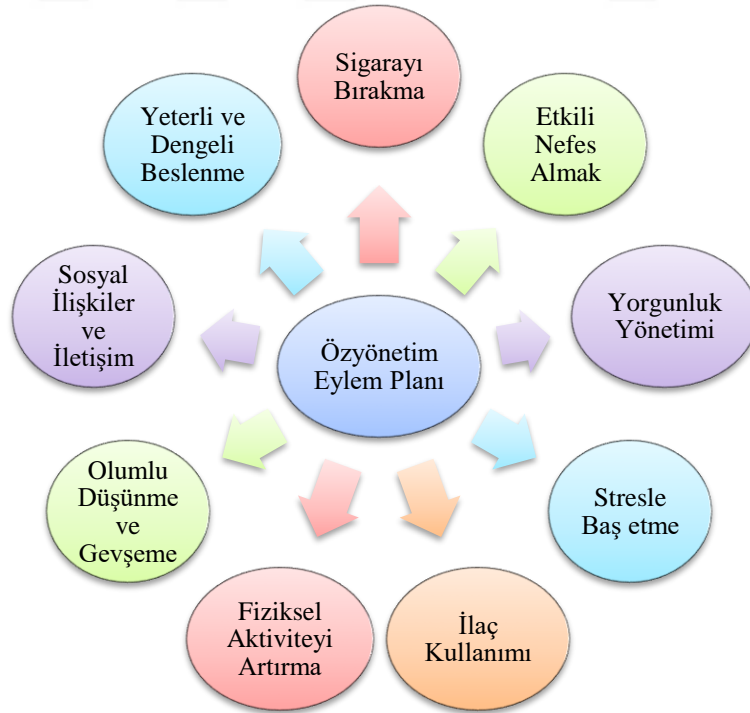 Sigarayı
Bırakma
Etkili
Nefes
Almak
Yorgunluk
Yönetimi
Stresle
Baş etme
İlaç
Kullanımı
Fiziksel
Aktiviteyi
Artırma
Olumlu
Düşünme
ve
Gevşeme
Sosyal
İlişkiler
ve
İletişim
Yeterli ve
Dengeli
Beslenme
Özyönetim
Eylem Planı